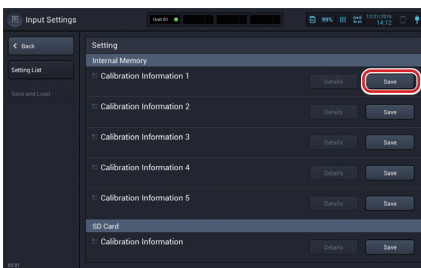 Input Settings
Unit 01
99%
12/21/2015
14:12
Back
Setting List
Save and Load
Setting
Internal Memory
Calibration Information 1
Details
Save
Calibration Information 2
Details
Save
Calibration Information 3
Details
Save
Calibration Information 4
Details
Save
Calibration Information 5
Details
Save
SD Card
Calibration Information
Details
Save